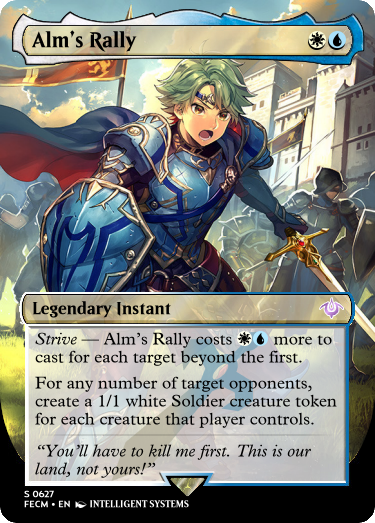 Alm's Rally
Legendary Instant
Strive — Alm's Rally costs more to
cast for each target beyond the first.
For any number of target opponents,
create a 1/1 white Soldier creature token
for each creature that player controls.
“You'll have to kill me first. This is our
land, not yours!”
S 0627
FECM • EN INTELLIGENT SYSTEMS